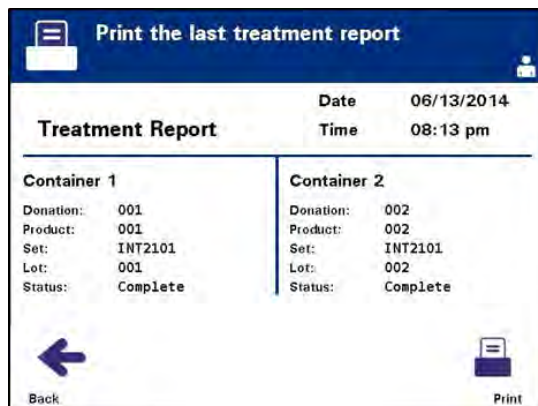 Print the last treatment report
Date 06/13/2014
Treatment Report
Time 08:13 pm
Container 1
Donation: 001
Product: 001
Set: INT2101
Lot: 001
Status: Complete
Container 2
Donation: 002
Product: 002
Set: INT2101
Lot: 002
Status: Complete
Back
Print